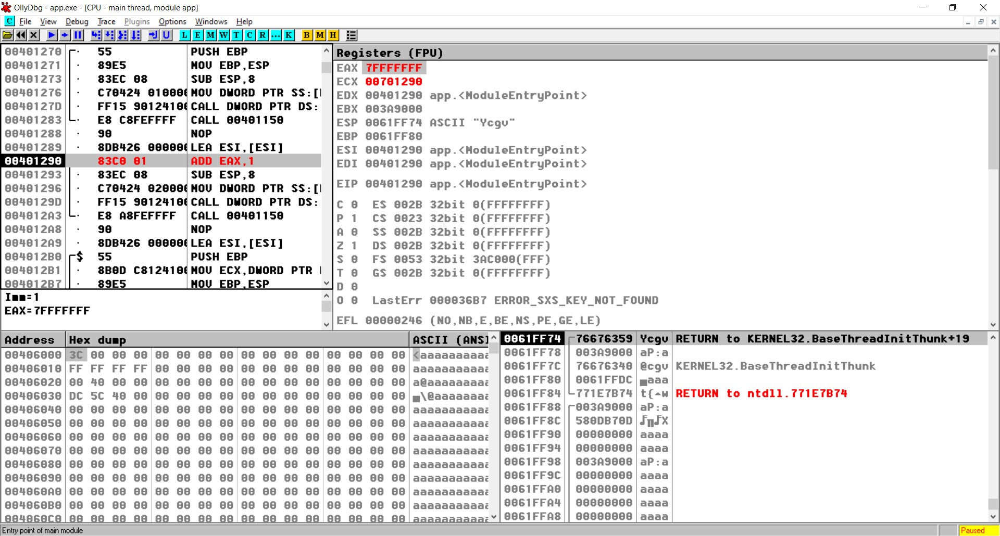 OllyDbg - app.exe - [CPU - main thread, module app]
C File View Debug Trace Plugins Options Windows Help
L E M W T C R ... K B M H
00401270 · 55 PUSH EBP
00401271 · 89E5 MOV EBP,ESP
00401273 · 83EC 08 SUB ESP,8
00401276 · C70424 010000 MOV DWORD PTR SS:[
0040127D · FF15 90124100 CALL DWORD PTR DS:
00401283 · E8 C8FEFFFF CALL 00401150
00401288 · 90 NOP
00401289 · 8DB426 000000 LEA ESI,[ESI]
00401290 83C0 01 ADD EAX,1
00401293 · 83EC 08 SUB ESP,8
00401296 · C70424 020000 MOV DWORD PTR SS:[
0040129D · FF15 90124100 CALL DWORD PTR DS:
004012A3 · E8 A8FEFFFF CALL 00401150
004012A8 · 90 NOP
004012A9 · 8DB426 000000 LEA ESI,[ESI]
004012B0 $ 55 PUSH EBP
004012B1 · 8B0D C8124100 MOV ECX,DWORD PTR
004012B7 · 89E5 MOV EBP,ESP
Imm=1
EAX=7FFFFFFF
Registers (FPU)
EAX 7FFFFFFF
ECX 00701290
EDX 00401290 app.<ModuleEntryPoint>
EBX 003A9000
ESP 0061FF74 ASCII "Ycgv"
EBP 0061FF80
ESI 00401290 app.<ModuleEntryPoint>
EDI 00401290 app.<ModuleEntryPoint>
EIP 00401290 app.<ModuleEntryPoint>
C 0 ES 002B 32bit 0(FFFFFFFF)
P 1 CS 0023 32bit 0(FFFFFFFF)
A 0 SS 002B 32bit 0(FFFFFFFF)
Z 1 DS 002B 32bit 0(FFFFFFFF)
S 0 FS 0053 32bit 3AC000(FFF)
T 0 GS 002B 32bit 0(FFFFFFFF)
D 0
O 0 LastErr 000036B7 ERROR_SXS_KEY_NOT_FOUND
EFL 00000246 (NO,NB,E,BE,NS,PE,GE,LE)
Address Hex dump ASCII (ANSI
00406000 3C 00 00 00 00 00 00 00 00 00 00 00 00 00 00 00 <aaaaaaaaaa
00406010 FF FF FF FF 00 00 00 00 00 00 00 00 00 00 00 00 aaaaaaaaaaa
00406020 00 40 00 00 00 00 00 00 00 00 00 00 00 00 00 00 a@aaaaaaaaa
00406030 DC 5C 40 00 00 00 00 00 00 00 00 00 00 00 00 00 ▄\@aaaaaaaa
00406040 00 00 00 00 00 00 00 00 00 00 00 00 00 00 00 00 aaaaaaaaaaa
00406050 00 00 00 00 00 00 00 00 00 00 00 00 00 00 00 00 aaaaaaaaaaa
00406060 00 00 00 00 00 00 00 00 00 00 00 00 00 00 00 00 aaaaaaaaaaa
00406070 00 00 00 00 00 00 00 00 00 00 00 00 00 00 00 00 aaaaaaaaaaa
00406080 00 00 00 00 00 00 00 00 00 00 00 00 00 00 00 00 aaaaaaaaaaa
00406090 00 00 00 00 00 00 00 00 00 00 00 00 00 00 00 00 aaaaaaaaaaa
004060A0 00 00 00 00 00 00 00 00 00 00 00 00 00 00 00 00 aaaaaaaaaaa
004060B0 00 00 00 00 00 00 00 00 00 00 00 00 00 00 00 00 aaaaaaaaaaa
004060C0 00 00 00 00 00 00 00 00 00 00 00 00 00 00 00 00 aaaaaaaaaaa
0061FF74 76676359 Ycgv RETURN to KERNEL32.BaseThreadInitThunk+19
0061FF78 003A9000 aP:a
0061FF7C 76676340 @cgv KERNEL32.BaseThreadInitThunk
0061FF80 0061FFDC ▄aaa
0061FF84 771E7B74 t{▲w RETURN to ntdll.771E7B74
0061FF88 003A9000 aP:a
0061FF8C 580DB70D ♪╖♪X
0061FF90 00000000 aaaa
0061FF94 00000000 aaaa
0061FF98 003A9000 aP:a
0061FF9C 00000000 aaaa
0061FFA0 00000000 aaaa
0061FFA4 00000000 aaaa
0061FFA8 00000000 aaaa
Entry point of main module
Paused